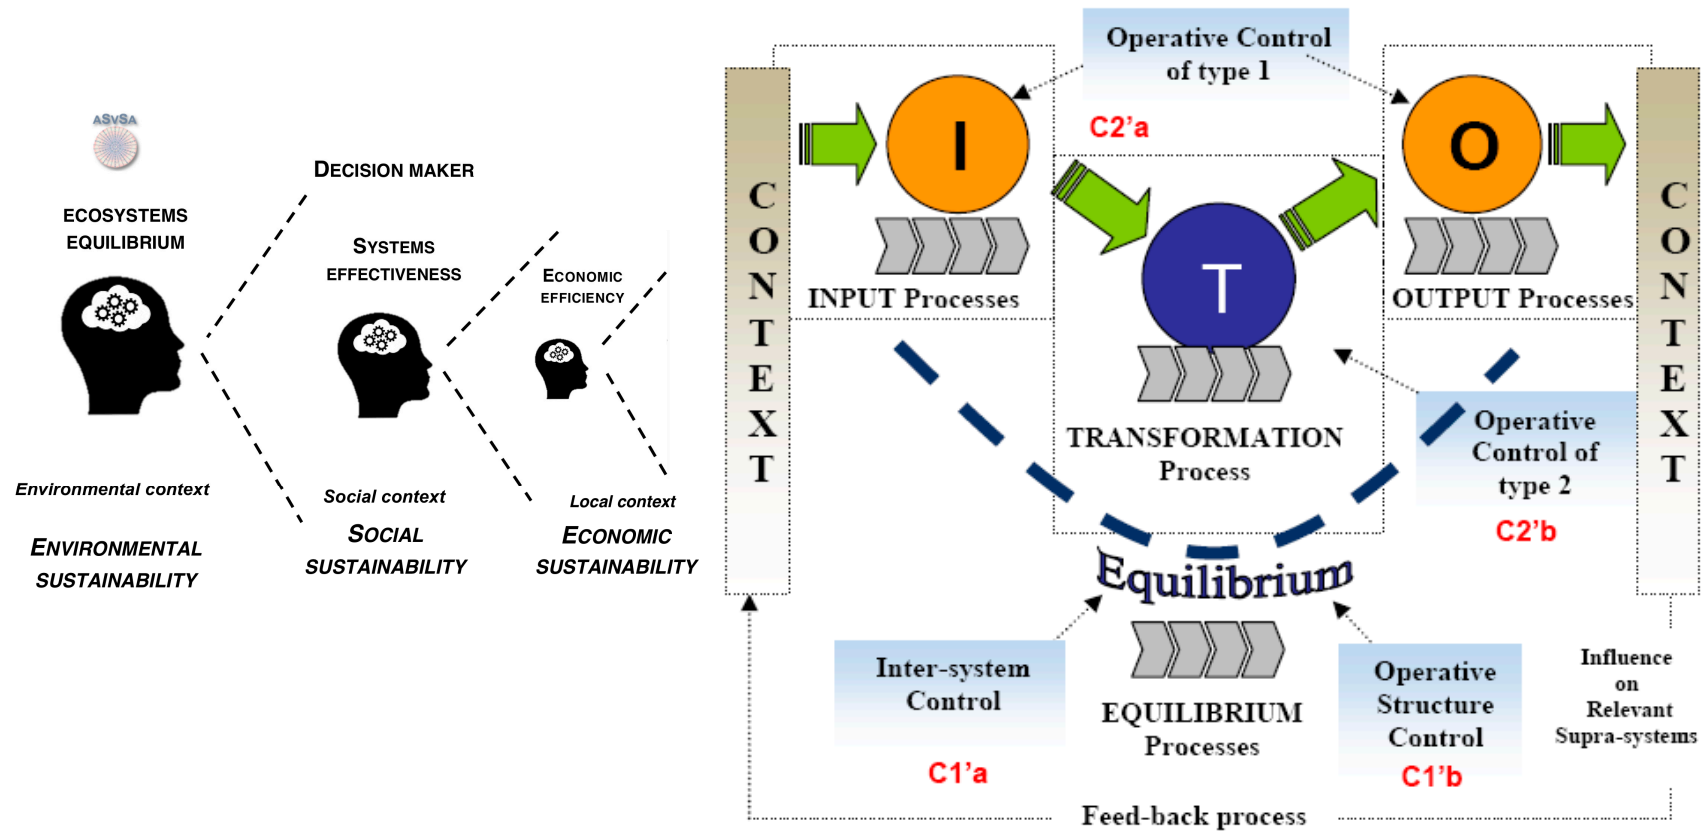 ASVSA
ECOSYSTEMS
EQUILIBRIUM
DECISION MAKER
SYSTEMS
EFFECTIVENESS
ECONOMIC
EFFICIENCY
Environmental context
ENVIRONMENTAL
SUSTAINABILITY
Social context
SOCIAL
SUSTAINABILITY
Local context
ECONOMIC
SUSTAINABILITY
CONTEXT
Operative Control
of type 1
C2'a
I
INPUT Processes
T
TRANSFORMATION
Process
O
OUTPUT Processes
CONTEXT
Operative
Control of
type 2
C2'b
Equilibrium
EQUILIBRIUM
Processes
Inter-system
Control
C1'a
Operative
Structure
Control
C1'b
Influence
on
Relevant
Supra-systems
Feed-back process